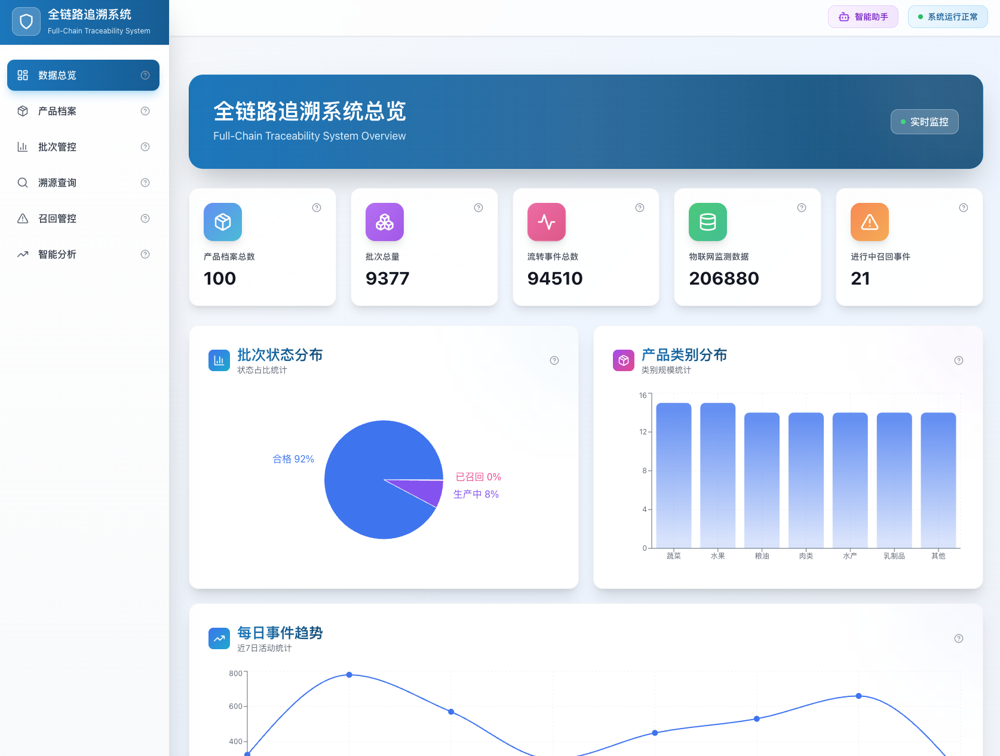 全链路追溯系统
Full-Chain Traceability System
智能助手
系统运行正常
数据总览
产品档案
批次管控
溯源查询
召回管控
智能分析
全链路追溯系统总览
Full-Chain Traceability System Overview
实时监控
产品档案总数
100
批次总量
9377
流转事件总数
94510
物联网监测数据
206880
进行中召回事件
21
批次状态分布
状态占比统计
合格 92%
已召回 0%
生产中 8%
产品类别分布
类别规模统计
16
12
8
4
0
蔬菜 水果 粮油 肉类 水产 乳制品 其他
每日事件趋势
近7日活动统计
800
600
400